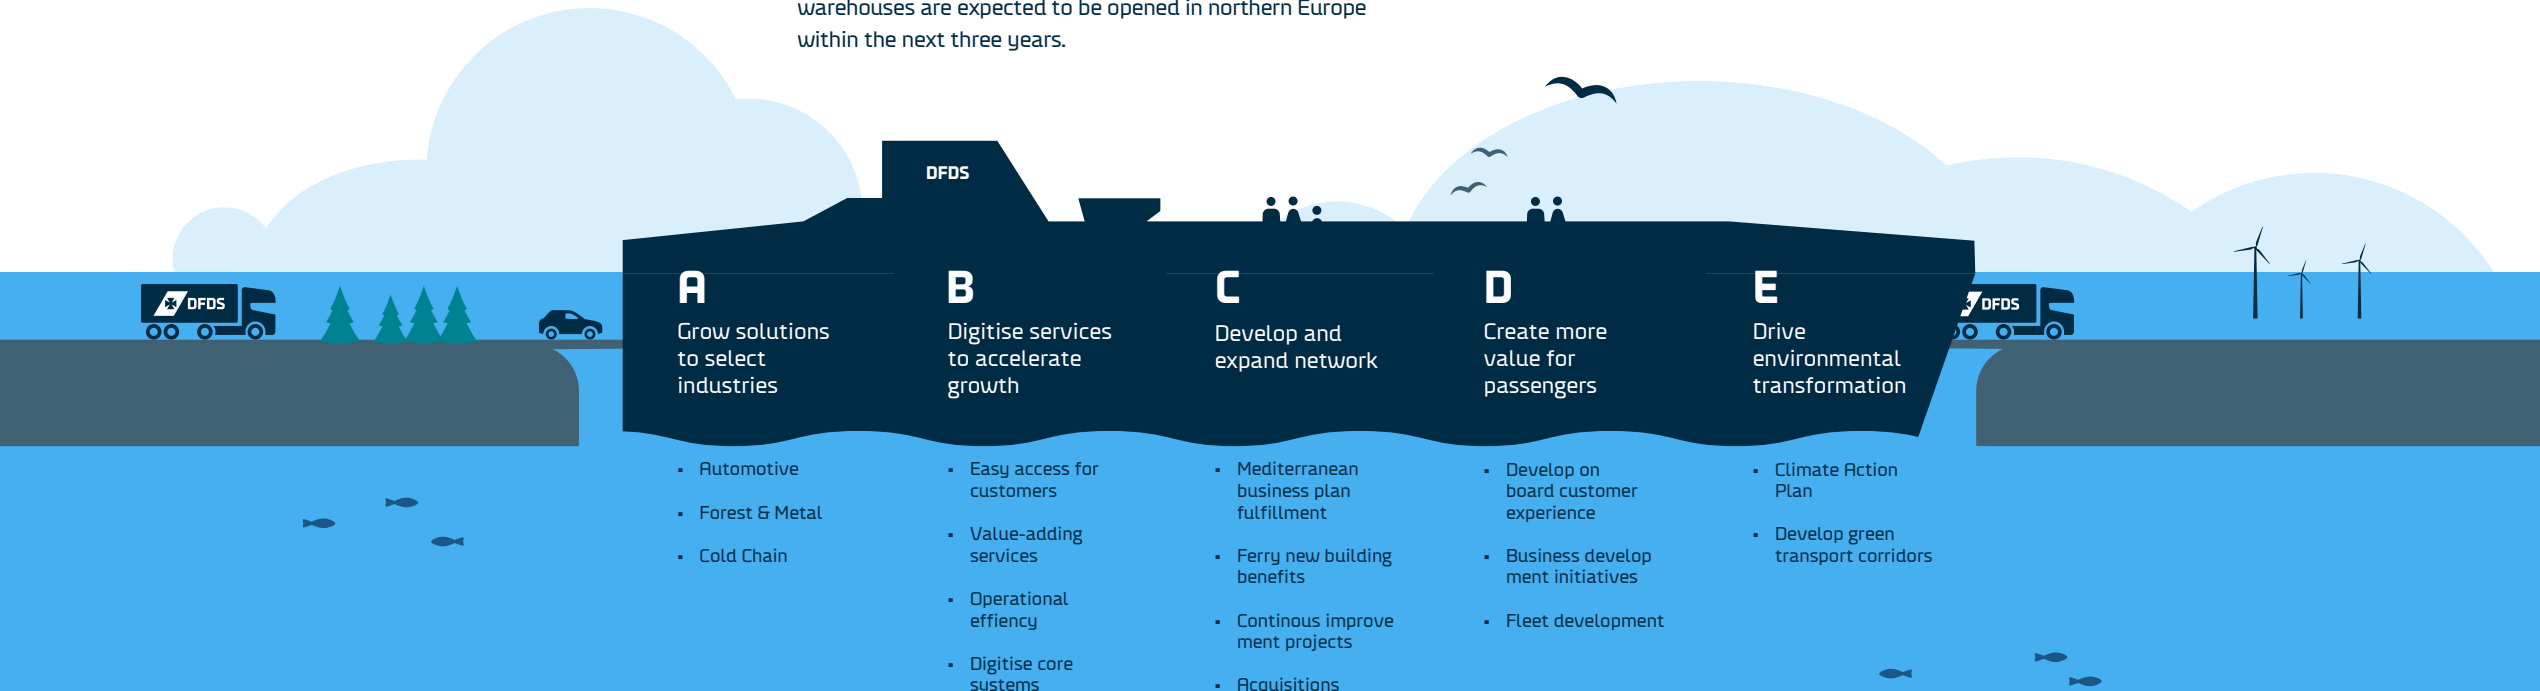 warehouses are expected to be opened in northern Europe
within the next three years.
DFDS
DFDS
DFDS
A
Grow solutions
to select
industries
▪ Automotive
▪ Forest & Metal
▪ Cold Chain
B
Digitise services
to accelerate
growth
▪ Easy access for
customers
▪ Value-adding
services
▪ Operational
effiency
▪ Digitise core
systems
C
Develop and
expand network
▪ Mediterranean
business plan
fulfillment
▪ Ferry new building
benefits
▪ Continous improve
ment projects
▪ Acquisitions
D
Create more
value for
passengers
▪ Develop on
board customer
experience
▪ Business develop
ment initiatives
▪ Fleet development
E
Drive
environmental
transformation
▪ Climate Action
Plan
▪ Develop green
transport corridors